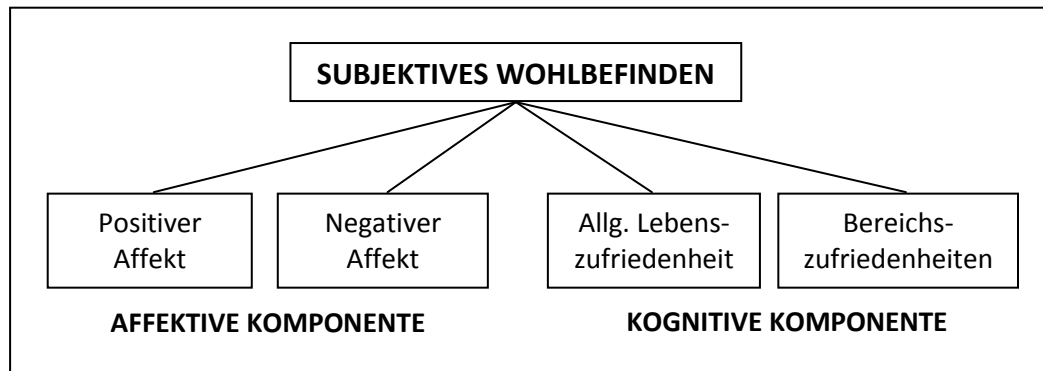 SUBJEKTIVES WOHLBEFINDEN
Positiver
Affekt
Negativer
Affekt
Allg. Lebens-
zufriedenheit
Bereichs-
zufriedenheiten
AFFEKTIVE KOMPONENTE
KOGNITIVE KOMPONENTE